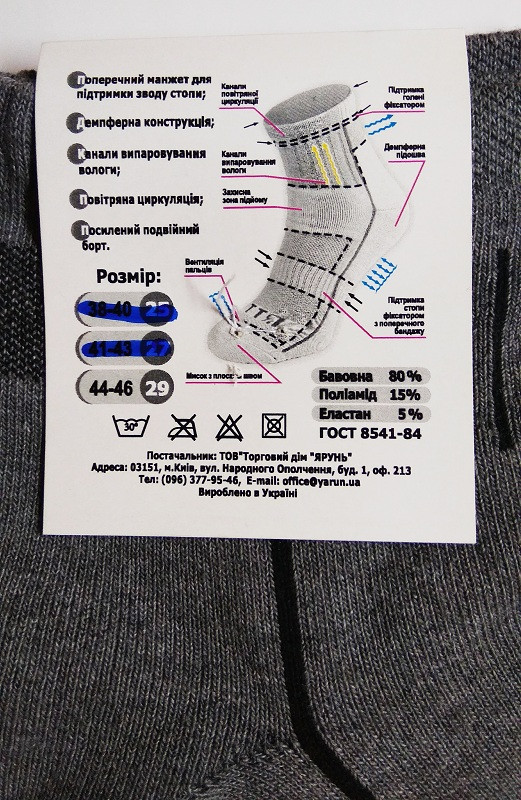 Поперечний манжет для
підтримки зводу стопи;
Демпферна конструкція;
Канали випаровування
вологи;
Повітряна циркуляція;
Посилений подвійний
борт.
Розмір:
38-40 25
41-43 27
44-46 29
Канали
повітряної
циркуляції
Канали
випаровування
вологи
Захисна
зона підйому
Вентиляція
пальців
Мисок з плоским швом
Підтримка
гомілки
фіксатором
Демпферна
підошва
Підтримка
стопи
фіксатором
з поперечного
бандажу
Бавовна 80%
Поліамід 15%
Еластан 5%
ГОСТ 8541-84
30°
Постачальник: ТОВ"Торговий дім "ЯРУНЬ"
Адреса: 03151, м.Київ, вул. Народного Ополчення, буд. 1, оф. 213
Тел: (096) 377-95-46, E-mail: office@yarun.ua
Вироблено в Україні